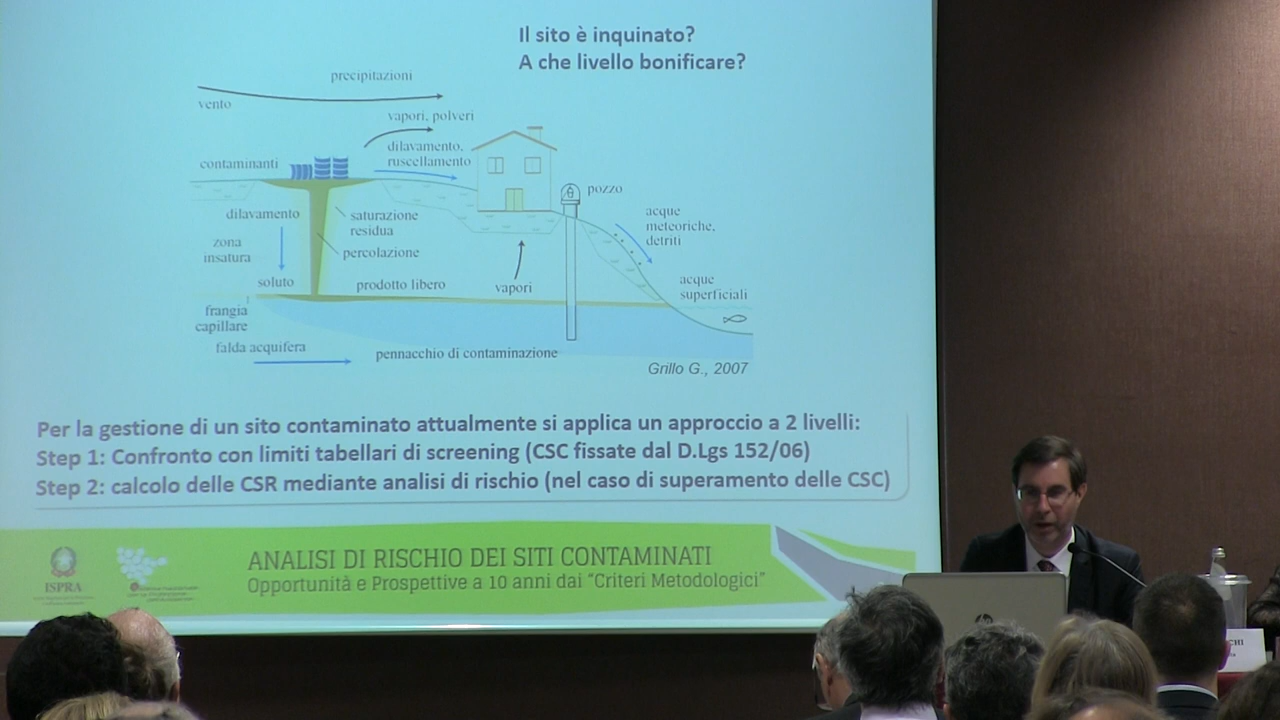 Il sito è inquinato?
A che livello bonificare?
precipitazioni
vento
vapori, polveri
contaminanti
dilavamento,
ruscellamento
pozzo
dilavamento
saturazione
residua
acque
meteoriche,
detriti
zona
insatura
percolazione
soluto
prodotto libero
vapori
acque
superficiali
frangia
capillare
falda acquifera
pennacchio di contaminazione
Grillo G., 2007
Per la gestione di un sito contaminato attualmente si applica un approccio a 2 livelli:
Step 1: Confronto con limiti tabellari di screening (CSC fissate dal D.Lgs 152/06)
Step 2: calcolo delle CSR mediante analisi di rischio (nel caso di superamento delle CSC)
ISPRA
ANALISI DI RISCHIO DEI SITI CONTAMINATI
Opportunità e Prospettive a 10 anni dai "Criteri Metodologici"